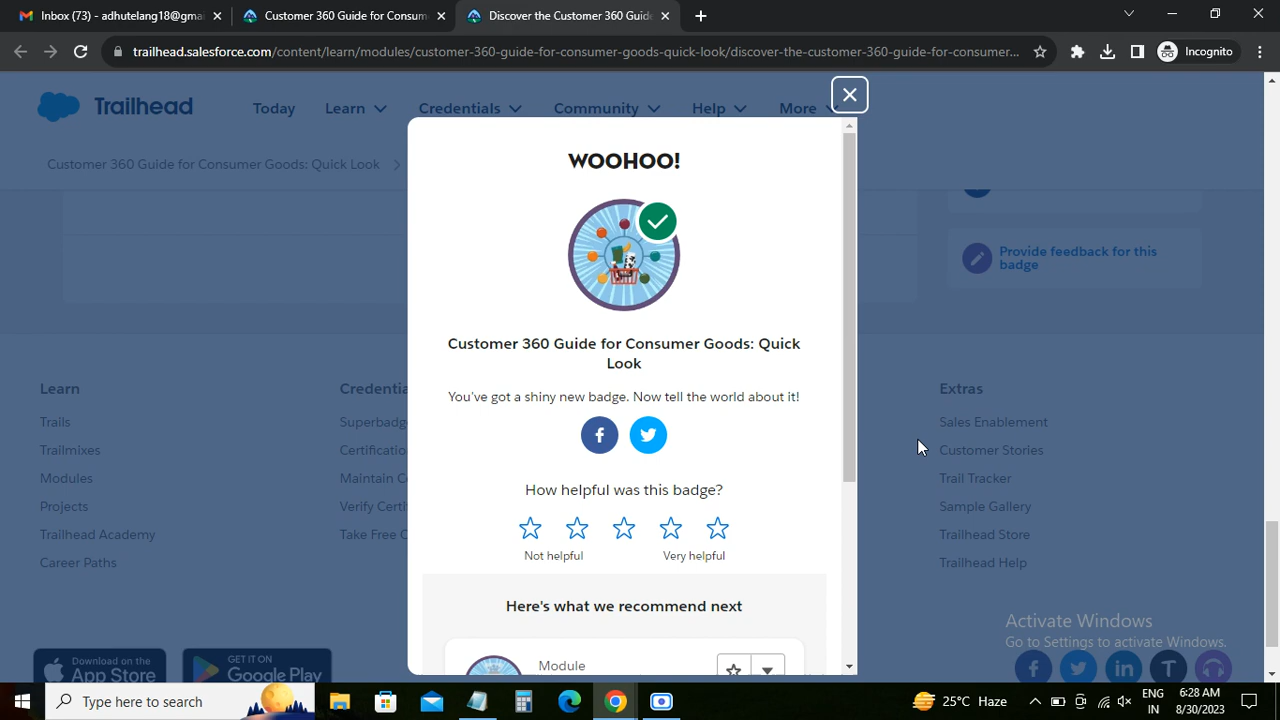 Inbox (73) - adhutelang18@gma
Customer 360 Guide for Consum
Discover the Customer 360 Guide
trailhead.salesforce.com/content/learn/modules/customer-360-guide-for-consumer-goods-quick-look/discover-the-customer-360-guide-for-consumer...
Incognito
Trailhead
Today
Learn
Credentials
Community
Help
More
Customer 360 Guide for Consumer Goods: Quick Look
WOOHOO!
Provide feedback for this
badge
Customer 360 Guide for Consumer Goods: Quick
Look
You've got a shiny new badge. Now tell the world about it!
How helpful was this badge?
Not helpful
Very helpful
Here's what we recommend next
Module
Learn
Trails
Trailmixes
Modules
Projects
Trailhead Academy
Career Paths
Credentia
Superbadg
Certificatio
Maintain C
Verify Certi
Take Free C
Extras
Sales Enablement
Customer Stories
Trail Tracker
Sample Gallery
Trailhead Store
Trailhead Help
Download on the
App Store
GET IT ON
Google Play
Activate Windows
Go to Settings to activate Windows.
Type here to search
25°C Haze
ENG
IN
6:28 AM
8/30/2023